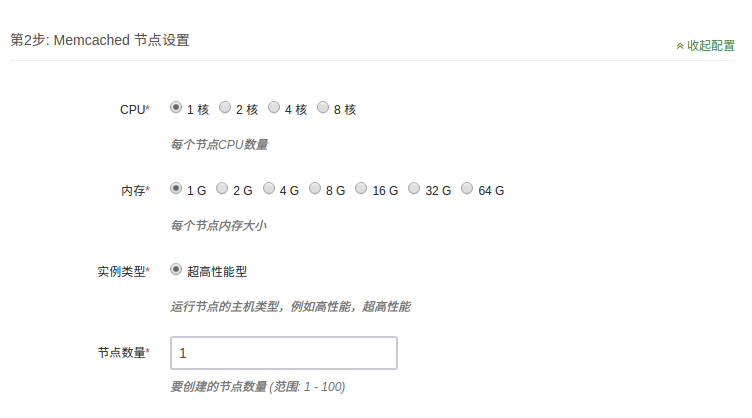 第2步: Memcached 节点设置
收起配置
CPU* 1 核 2 核 4 核 8 核
每个节点CPU数量
内存* 1 G 2 G 4 G 8 G 16 G 32 G 64 G
每个节点内存大小
实例类型* 超高性能型
运行节点的主机类型，例如高性能，超高性能
节点数量* 1
要创建的节点数量 (范围: 1 - 100)